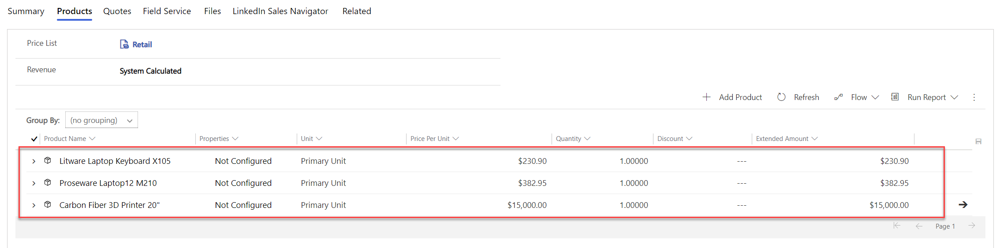 Summary Products Quotes Field Service Files LinkedIn Sales Navigator Related
Price List Retail
Revenue System Calculated
Add Product Refresh Flow Run Report
Group By: (no grouping)
Product Name Properties Unit Price Per Unit Quantity Discount Extended Amount
Litware Laptop Keyboard X105 Not Configured Primary Unit $230.90 1.00000 --- $230.90
Proseware Laptop12 M210 Not Configured Primary Unit $382.95 1.00000 --- $382.95
Carbon Fiber 3D Printer 20" Not Configured Primary Unit $15,000.00 1.00000 --- $15,000.00
Page 1